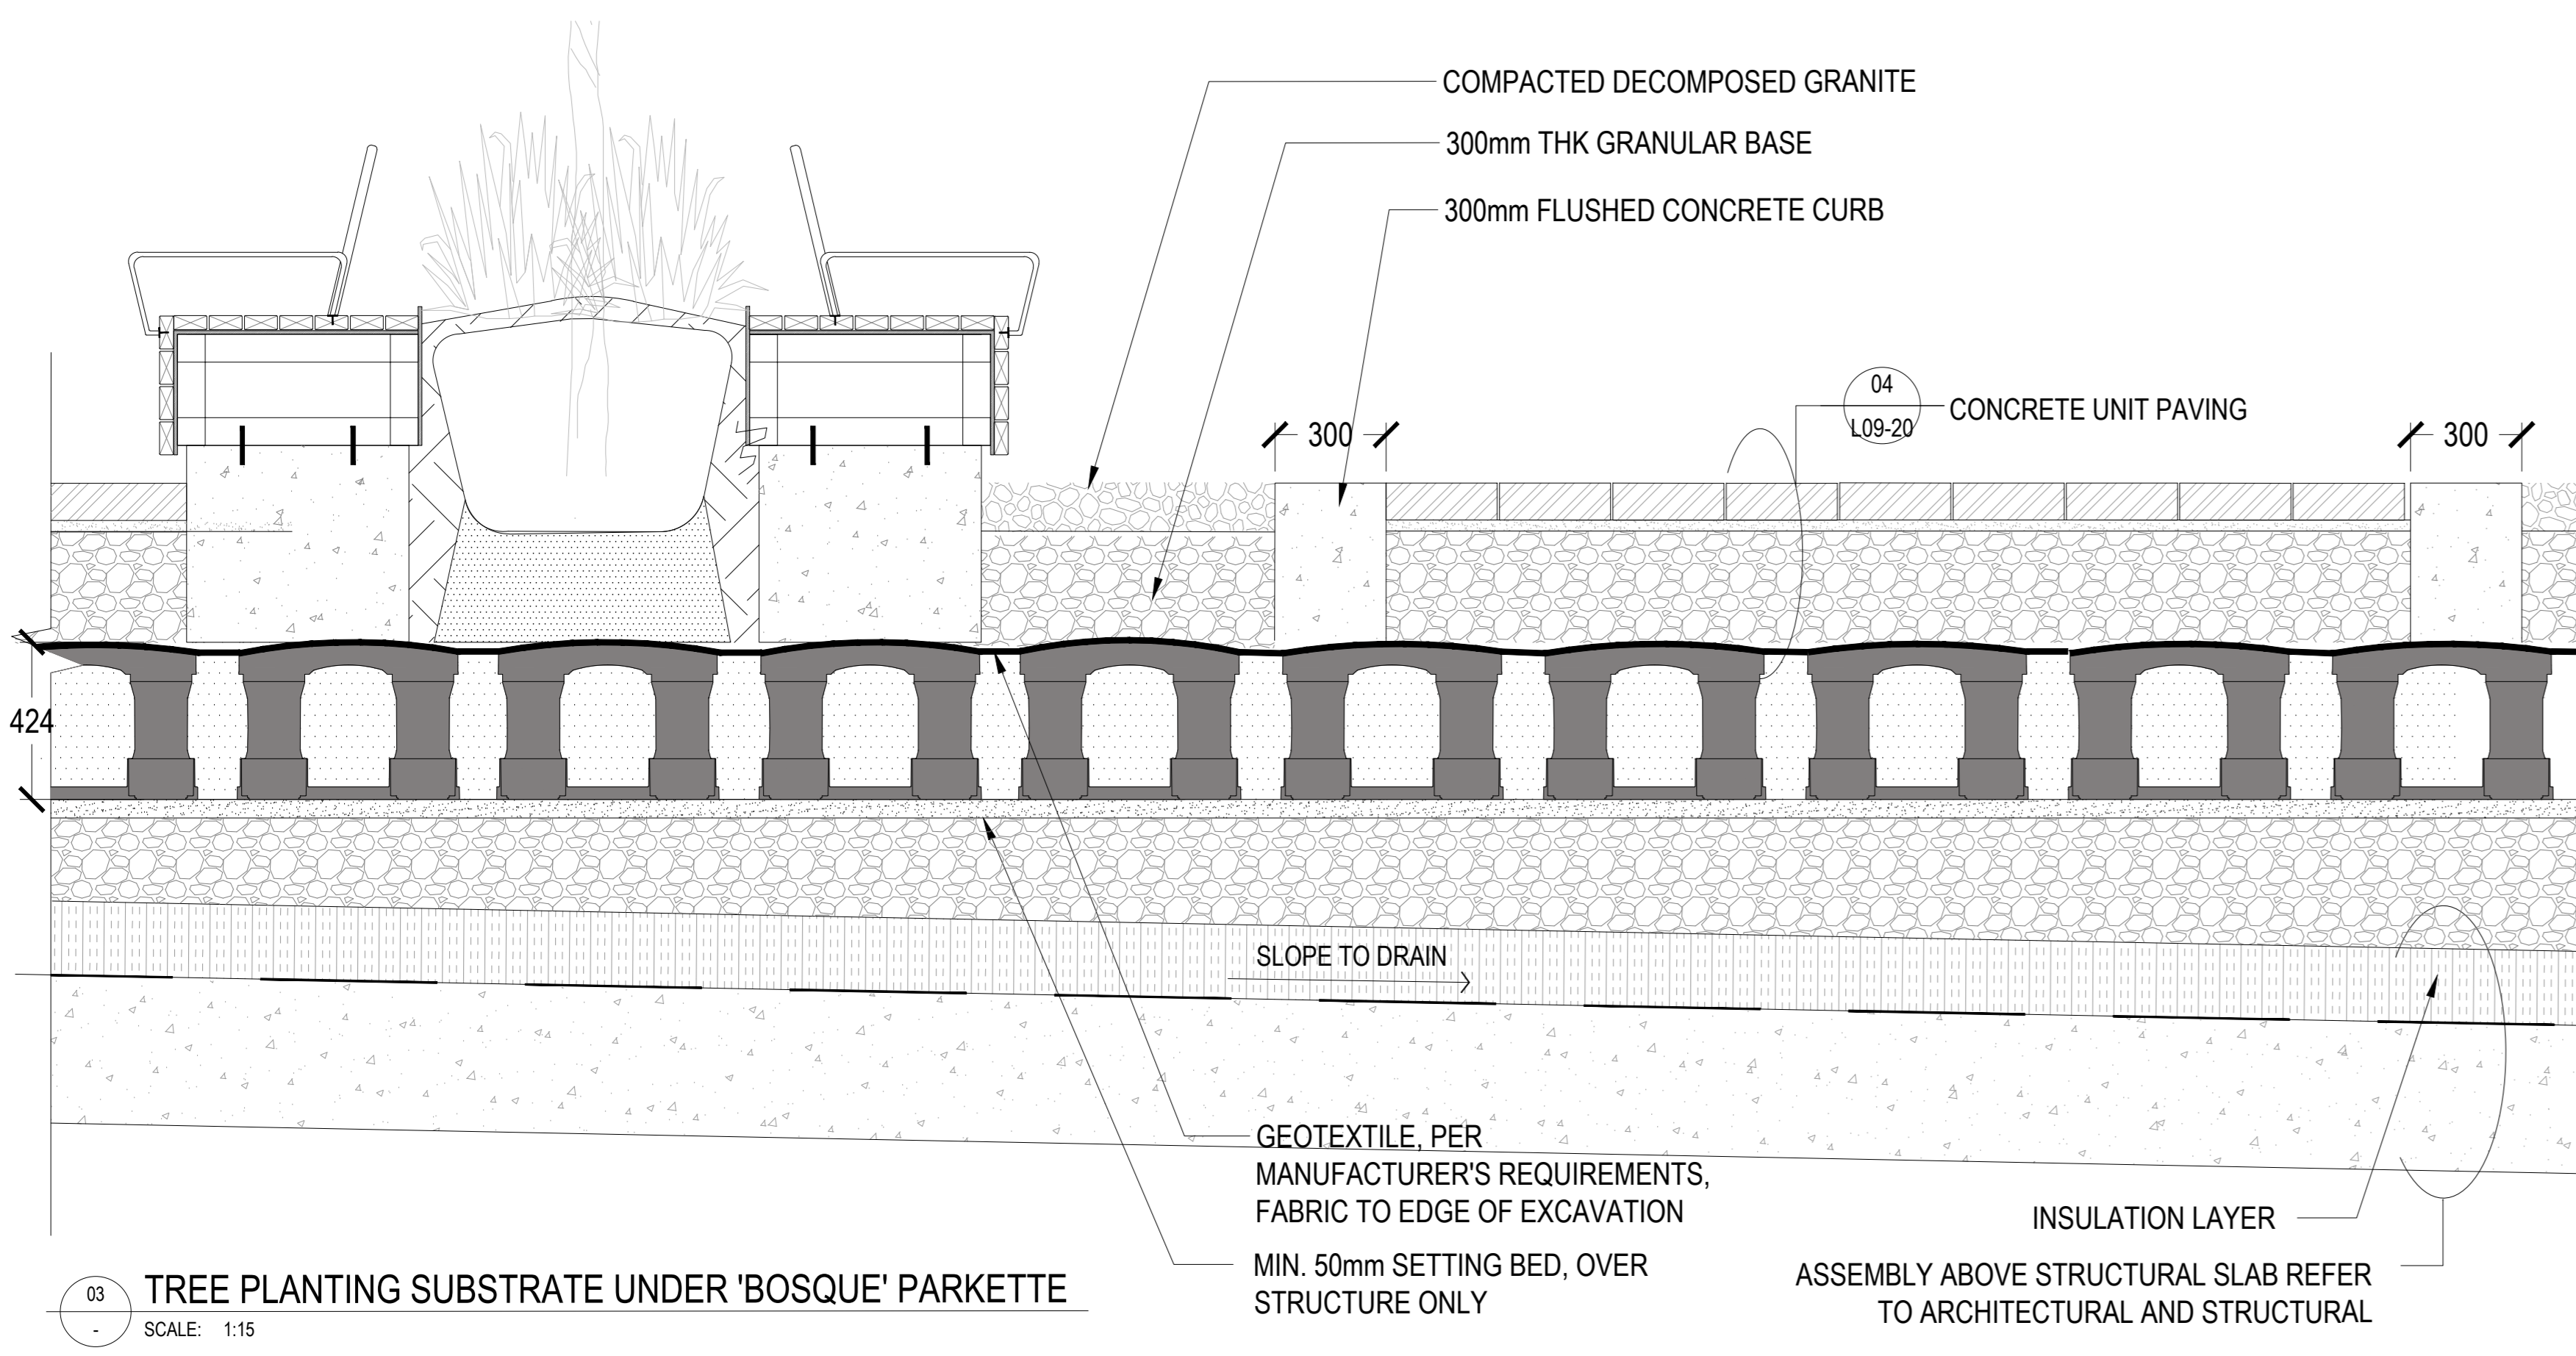 COMPACTED DECOMPOSED GRANITE
300mm THK GRANULAR BASE
300mm FLUSHED CONCRETE CURB
04
L09-20
CONCRETE UNIT PAVING
300
300
424
SLOPE TO DRAIN
GEOTEXTILE, PER
MANUFACTURER'S REQUIREMENTS,
FABRIC TO EDGE OF EXCAVATION
MIN. 50mm SETTING BED, OVER
STRUCTURE ONLY
INSULATION LAYER
ASSEMBLY ABOVE STRUCTURAL SLAB REFER
TO ARCHITECTURAL AND STRUCTURAL
03
-
TREE PLANTING SUBSTRATE UNDER 'BOSQUE' PARKETTE
SCALE: 1:15